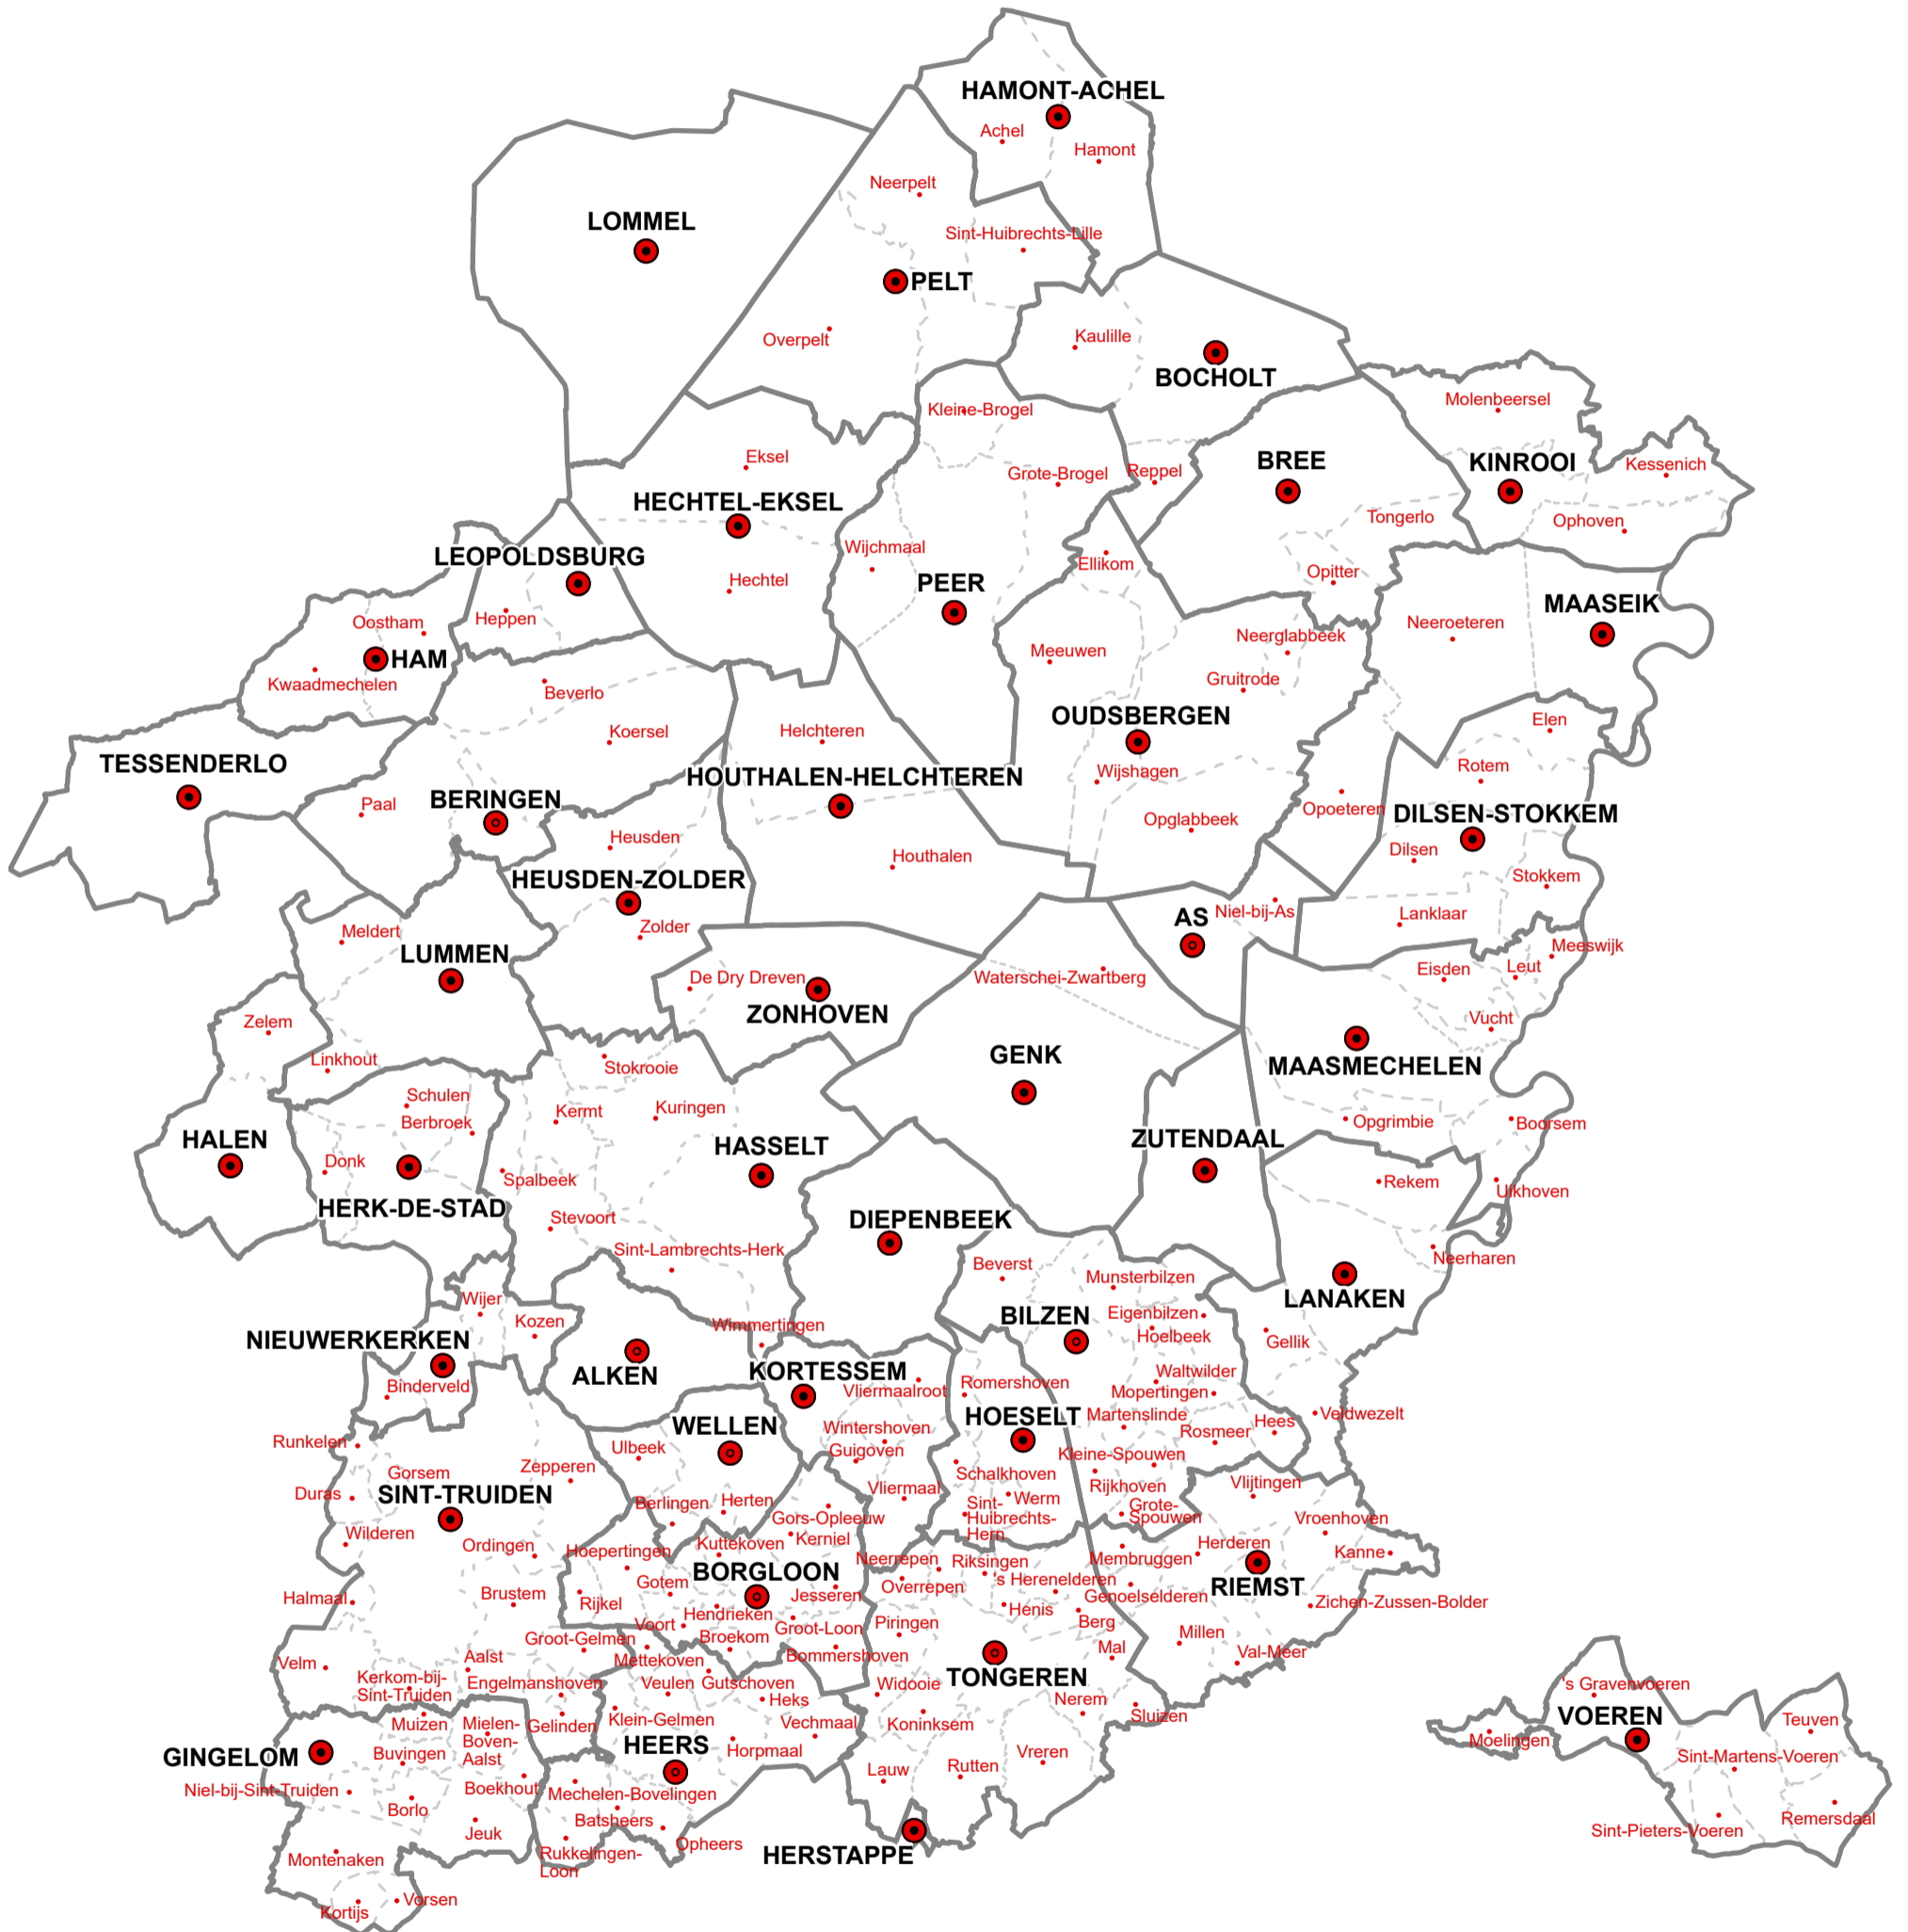 HAMONT-ACHEL
Achel
Hamont
Neerpelt
LOMMEL
Sint-Huibrechts-Lille
PELT
Overpelt
Kaulille
BOCHOLT
Kleine-Brogel
Molenbeersel
Eksel
Grote-Brogel
Reppel
BREE
KINROOI
Kessenich
HECHTEL-EKSEL
Tongerlo
Ophoven
LEOPOLDSBURG
Wijchmaal
Ellikom
Hechtel
PEER
Opitter
MAASEIK
Oostham
Heppen
Neeroeteren
Neerglabbeek
HAM
Meeuwen
Kwaadmechelen
Beverlo
Gruitrode
OUDSBERGEN
Elen
Koersel
Helchteren
TESSENDERLO
HOUTHALEN-HELCHTEREN
Wijshagen
Rotem
BERINGEN
Paal
Opoeteren
DILSEN-STOKKEM
Opglabbeek
Heusden
Houthalen
Dilsen
HEUSDEN-ZOLDER
Stokkem
AS
Niel-bij-As
Lanklaar
Meldert
Zolder
LUMMEN
Meeswijk
De Dry Dreven
Waterschei-Zwartberg
Eisden
Leut
ZONHOVEN
Zelem
Vucht
GENK
Linkhout
Stokrooie
MAASMECHELEN
Schulen
Kermt
Kuringen
Berbroek
Opgrimbie
Boorsem
HALEN
HASSELT
ZUTENDAAL
Donk
Spalbeek
Rekem
Uikhoven
HERK-DE-STAD
Stevoort
DIEPENBEEK
Sint-Lambrechts-Herk
Beverst
Neerharen
Munsterbilzen
Wijer
LANAKEN
Kozen
Wimmertingen
BILZEN
Eigenbilzen
Hoelbeek
Gellik
NIEUWERKERKEN
ALKEN
KORTESSEM
Waltwilder
Binderveld
Vliermaalroot
Romershoven
Mopertingen
WELLEN
HOESELT
Martenslinde
Veldwezelt
Wintershoven
Hees
Rosmeer
Runkelen
Ulbeek
Guigoven
Kleine-Spouwen
Gorsem
Zepperen
Schalkhoven
Vlijtingen
Duras
SINT-TRUIDEN
Vliermaal
Rijkhoven
Berlingen
Herten
Sint-
Huibrechts-
Hern
Werm
Grote-
Spouwen
Gors-Opleeuw
Vroenhoven
Wilderen
Kerniel
Ordingen
Hoepertingen
Kuttekoven
Herderen
Kanne
Neerrepen
Riksingen
Membruggen
BORGLOON
's Herenelderen
RIEMST
Gotem
Overrepen
Halmaal
Brustem
Rijkel
Jesseren
Genoelselderen
Zichen-Zussen-Bolder
Hendrieken
Henis
Voort
Groot-Loon
Piringen
Berg
Groot-Gelmen
Broekom
Millen
Velm
Aalst
Mettekoven
Bommershoven
Mal
Val-Meer
Kerkom-bij-
Sint-Truiden
Engelmanshoven
Veulen
Gutschoven
Widooie
TONGEREN
's Gravenvoeren
Heks
Nerem
Muizen
Mielen-
Boven-
Aalst
Gelinden
Klein-Gelmen
Vechmaal
Koninksem
Sluizen
VOEREN
Teuven
GINGELOM
Buvingen
HEERS
Horpmaal
Vreren
Moelingen
Sint-Martens-Voeren
Niel-bij-Sint-Truiden
Boekhout
Mechelen-Bovelingen
Lauw
Rutten
Borlo
Batsheers
Remersdaal
Jeuk
Opheers
Sint-Pieters-Voeren
Montenaken
Rukkelingen-
Loon
HERSTAPPE
Kortijs
Vorsen